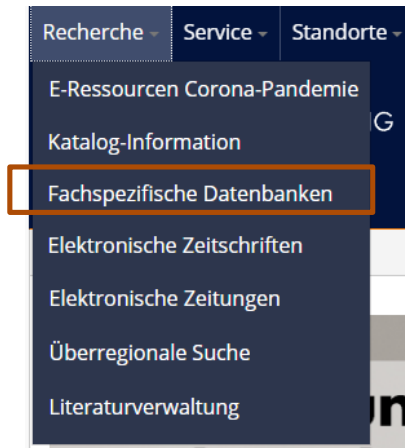 Recherche Service Standorte
E-Ressourcen Corona-Pandemie
G
Katalog-Information
Fachspezifische Datenbanken
Elektronische Zeitschriften
Elektronische Zeitungen
Überregionale Suche
Literaturverwaltung